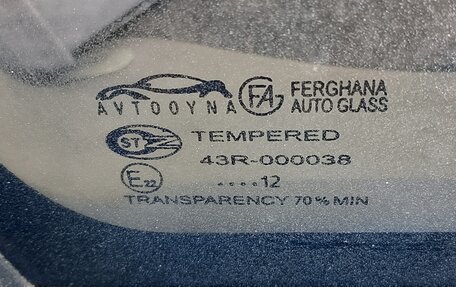 AVTOOYNA FA FERGHANA
AUTO GLASS
ST TEMPERED
43R-000038
E22 ....12
TRANSPARENCY 70% MIN